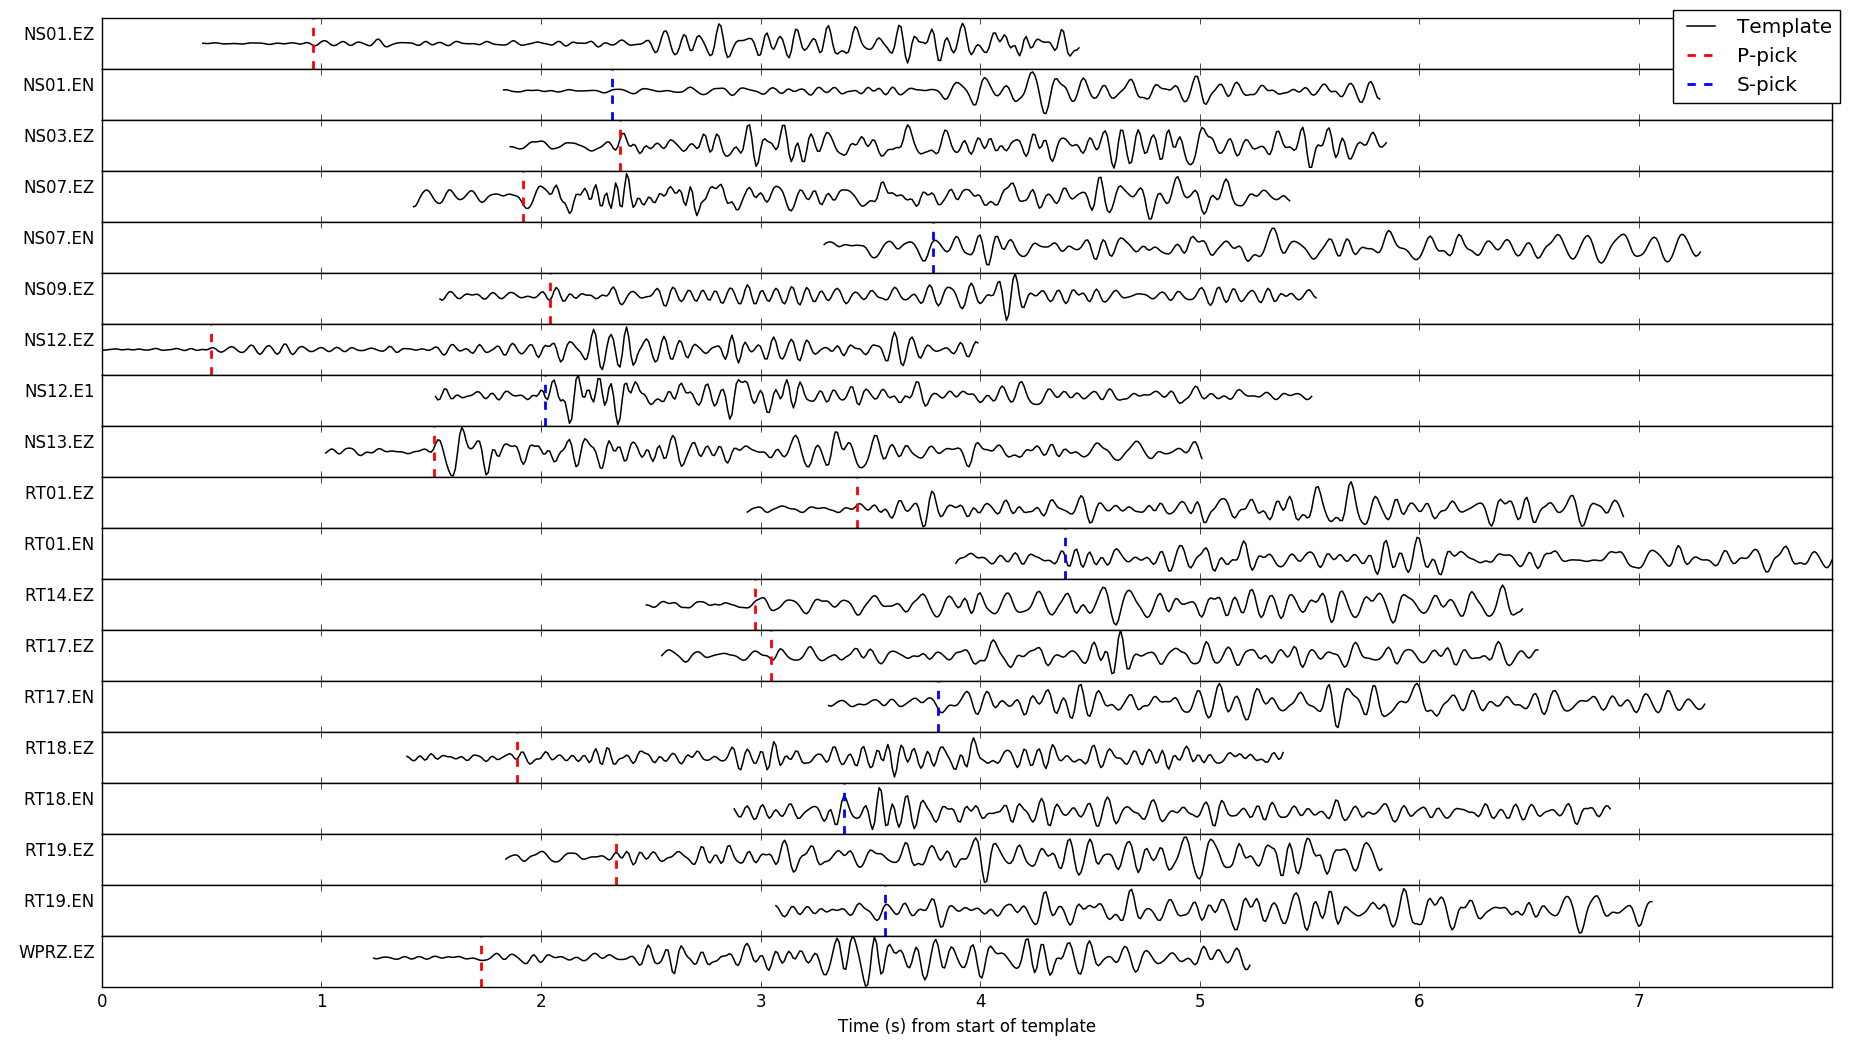 NS01.EZ
Template
P-pick
S-pick
NS01.EN
NS03.EZ
NS07.EZ
NS07.EN
NS09.EZ
NS12.EZ
NS12.E1
NS13.EZ
RT01.EZ
RT01.EN
RT14.EZ
RT17.EZ
RT17.EN
RT18.EZ
RT18.EN
RT19.EZ
RT19.EN
WPRZ.EZ
0 1 2 3 4 5 6 7
Time (s) from start of template